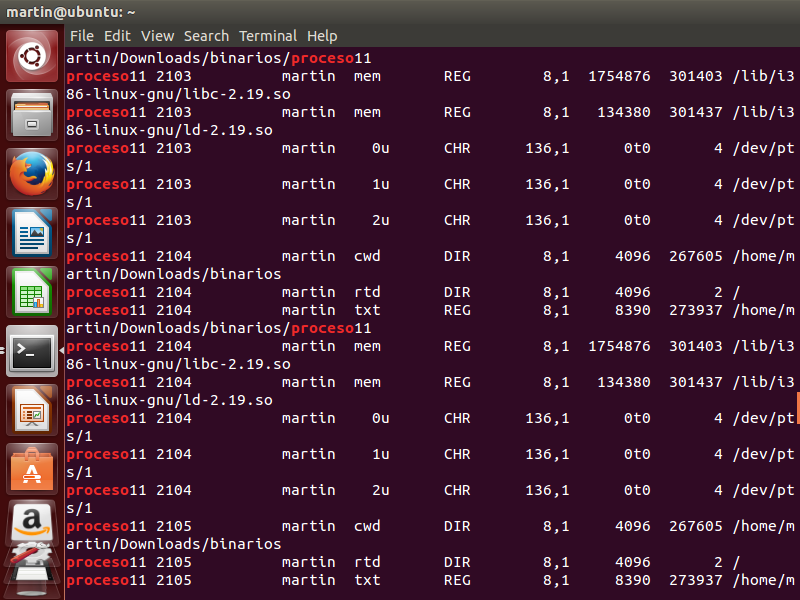 martin@ubuntu: ~
File Edit View Search Terminal Help
artin/Downloads/binarios/proceso11
proceso11 2103 martin mem REG 8,1 1754876 301403 /lib/i3
86-linux-gnu/libc-2.19.so
proceso11 2103 martin mem REG 8,1 134380 301437 /lib/i3
86-linux-gnu/ld-2.19.so
proceso11 2103 martin 0u CHR 136,1 0t0 4 /dev/pt
s/1
proceso11 2103 martin 1u CHR 136,1 0t0 4 /dev/pt
s/1
proceso11 2103 martin 2u CHR 136,1 0t0 4 /dev/pt
s/1
proceso11 2104 martin cwd DIR 8,1 4096 267605 /home/m
artin/Downloads/binarios
proceso11 2104 martin rtd DIR 8,1 4096 2 /
proceso11 2104 martin txt REG 8,1 8390 273937 /home/m
artin/Downloads/binarios/proceso11
proceso11 2104 martin mem REG 8,1 1754876 301403 /lib/i3
86-linux-gnu/libc-2.19.so
proceso11 2104 martin mem REG 8,1 134380 301437 /lib/i3
86-linux-gnu/ld-2.19.so
proceso11 2104 martin 0u CHR 136,1 0t0 4 /dev/pt
s/1
proceso11 2104 martin 1u CHR 136,1 0t0 4 /dev/pt
s/1
proceso11 2104 martin 2u CHR 136,1 0t0 4 /dev/pt
s/1
proceso11 2105 martin cwd DIR 8,1 4096 267605 /home/m
artin/Downloads/binarios
proceso11 2105 martin rtd DIR 8,1 4096 2 /
proceso11 2105 martin txt REG 8,1 8390 273937 /home/m